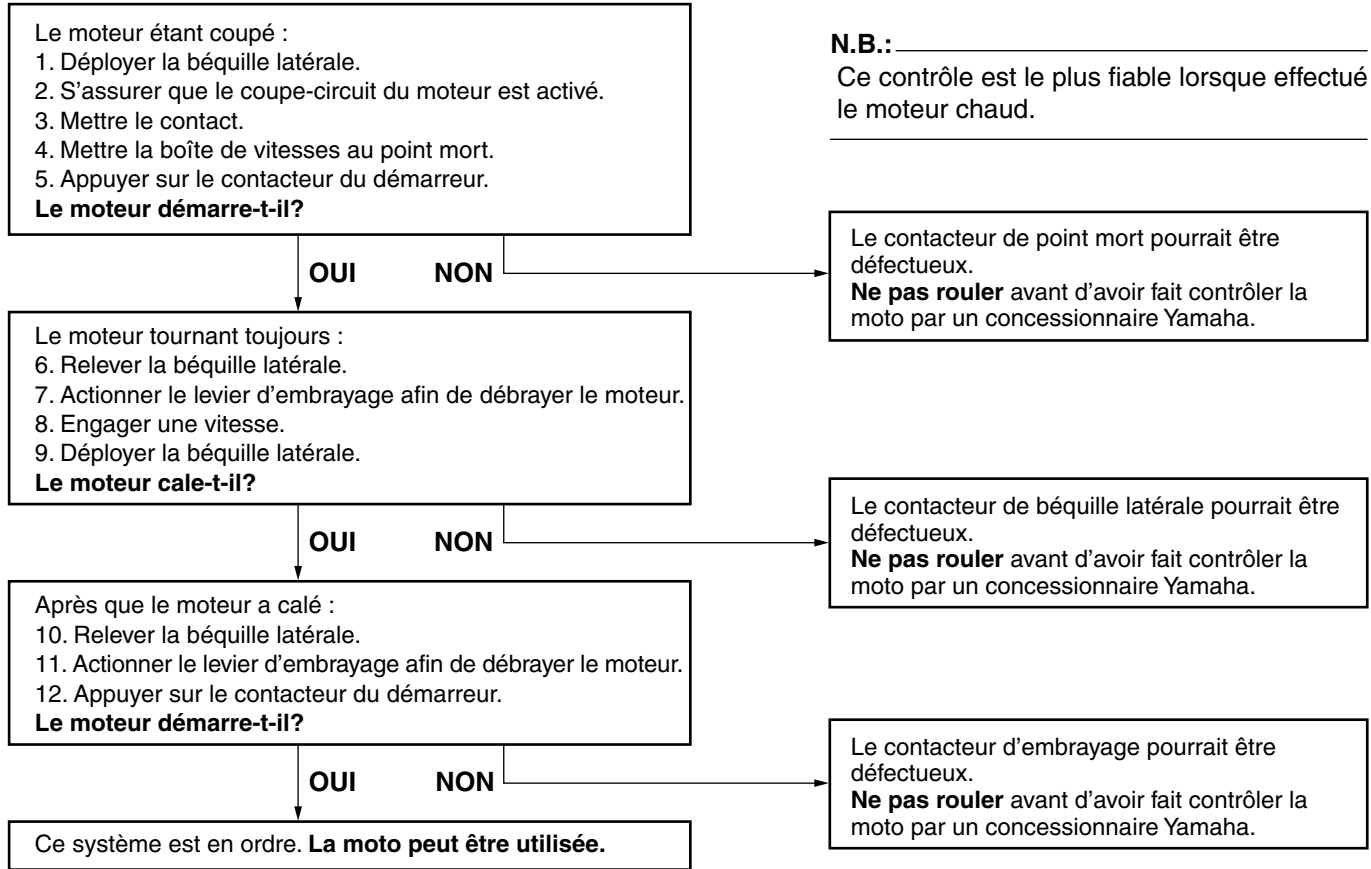 Le moteur étant coupé :
1. Déployer la béquille latérale.
2. S'assurer que le coupe-circuit du moteur est activé.
3. Mettre le contact.
4. Mettre la boîte de vitesses au point mort.
5. Appuyer sur le contacteur du démarreur.
Le moteur démarre-t-il?
N.B.:
Ce contrôle est le plus fiable lorsque effectué
le moteur chaud.
OUI NON
Le contacteur de point mort pourrait être
défectueux.
Ne pas rouler avant d'avoir fait contrôler la
moto par un concessionnaire Yamaha.
Le moteur tournant toujours :
6. Relever la béquille latérale.
7. Actionner le levier d'embrayage afin de débrayer le moteur.
8. Engager une vitesse.
9. Déployer la béquille latérale.
Le moteur cale-t-il?
OUI NON
Le contacteur de béquille latérale pourrait être
défectueux.
Ne pas rouler avant d'avoir fait contrôler la
moto par un concessionnaire Yamaha.
Après que le moteur a calé :
10. Relever la béquille latérale.
11. Actionner le levier d'embrayage afin de débrayer le moteur.
12. Appuyer sur le contacteur du démarreur.
Le moteur démarre-t-il?
OUI NON
Le contacteur d'embrayage pourrait être
défectueux.
Ne pas rouler avant d'avoir fait contrôler la
moto par un concessionnaire Yamaha.
Ce système est en ordre. La moto peut être utilisée.